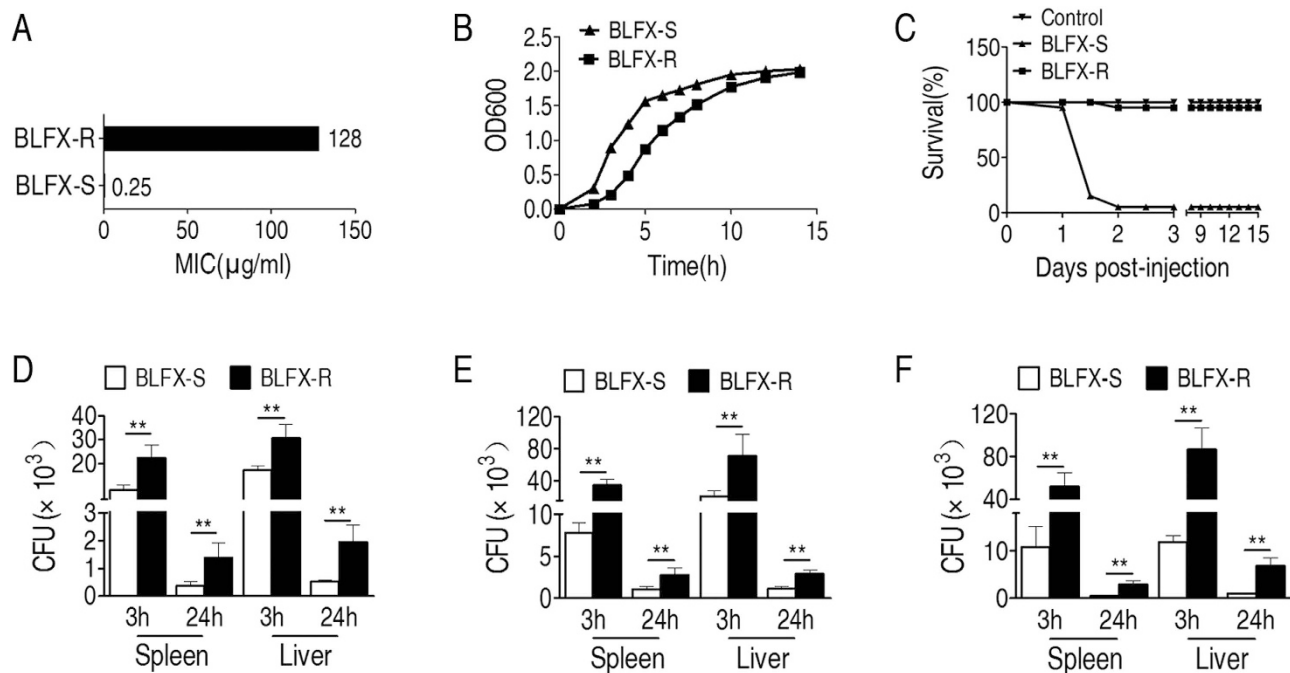 A
BLFX-R
128
BLFX-S
0.25
0
50
100
150
MIC(μg/ml)
B
BLFX-S
BLFX-R
OD600
2.5
2.0
1.5
1.0
0.5
0.0
0
5
10
15
Time(h)
C
Control
BLFX-S
BLFX-R
Survival(%)
150
100
50
0
0
1
2
3
9
12
15
Days post-injection
D
BLFX-S
BLFX-R
CFU (× 10³)
40
30
20
3
2
1
0
**
**
**
**
3h
24h
3h
24h
Spleen
Liver
E
BLFX-S
BLFX-R
CFU (× 10³)
120
80
40
10
5
0
**
**
**
**
3h
24h
3h
24h
Spleen
Liver
F
BLFX-S
BLFX-R
CFU (× 10³)
120
80
40
10
0
**
**
**
**
3h
24h
3h
24h
Spleen
Liver